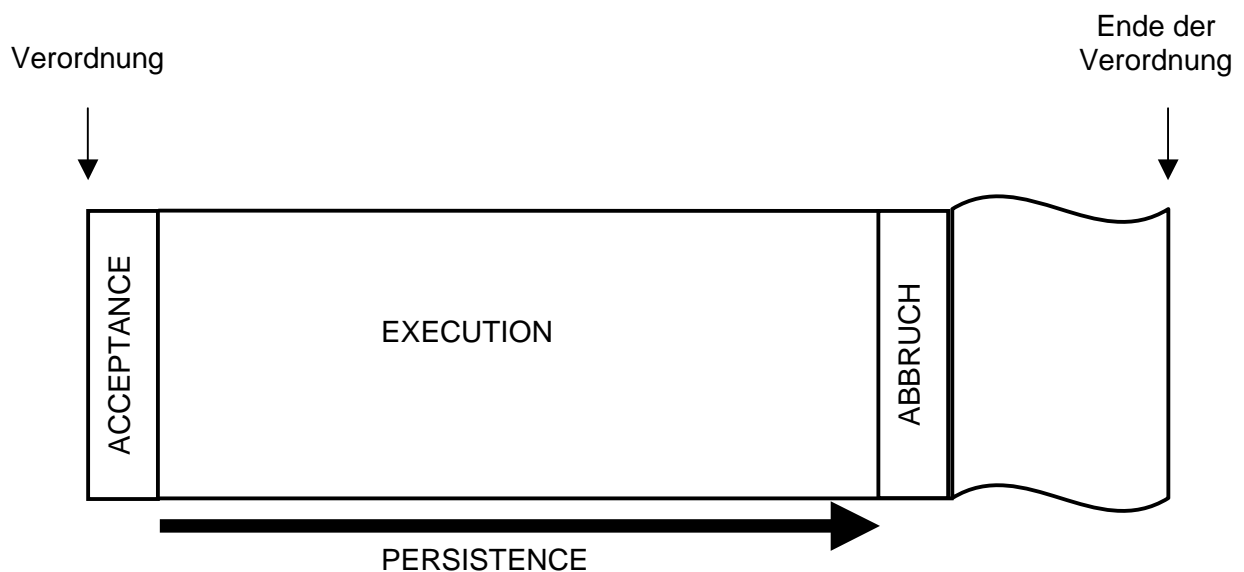 Verordnung
Ende der
Verordnung
ACCEPTANCE
EXECUTION
ABBRUCH
PERSISTENCE